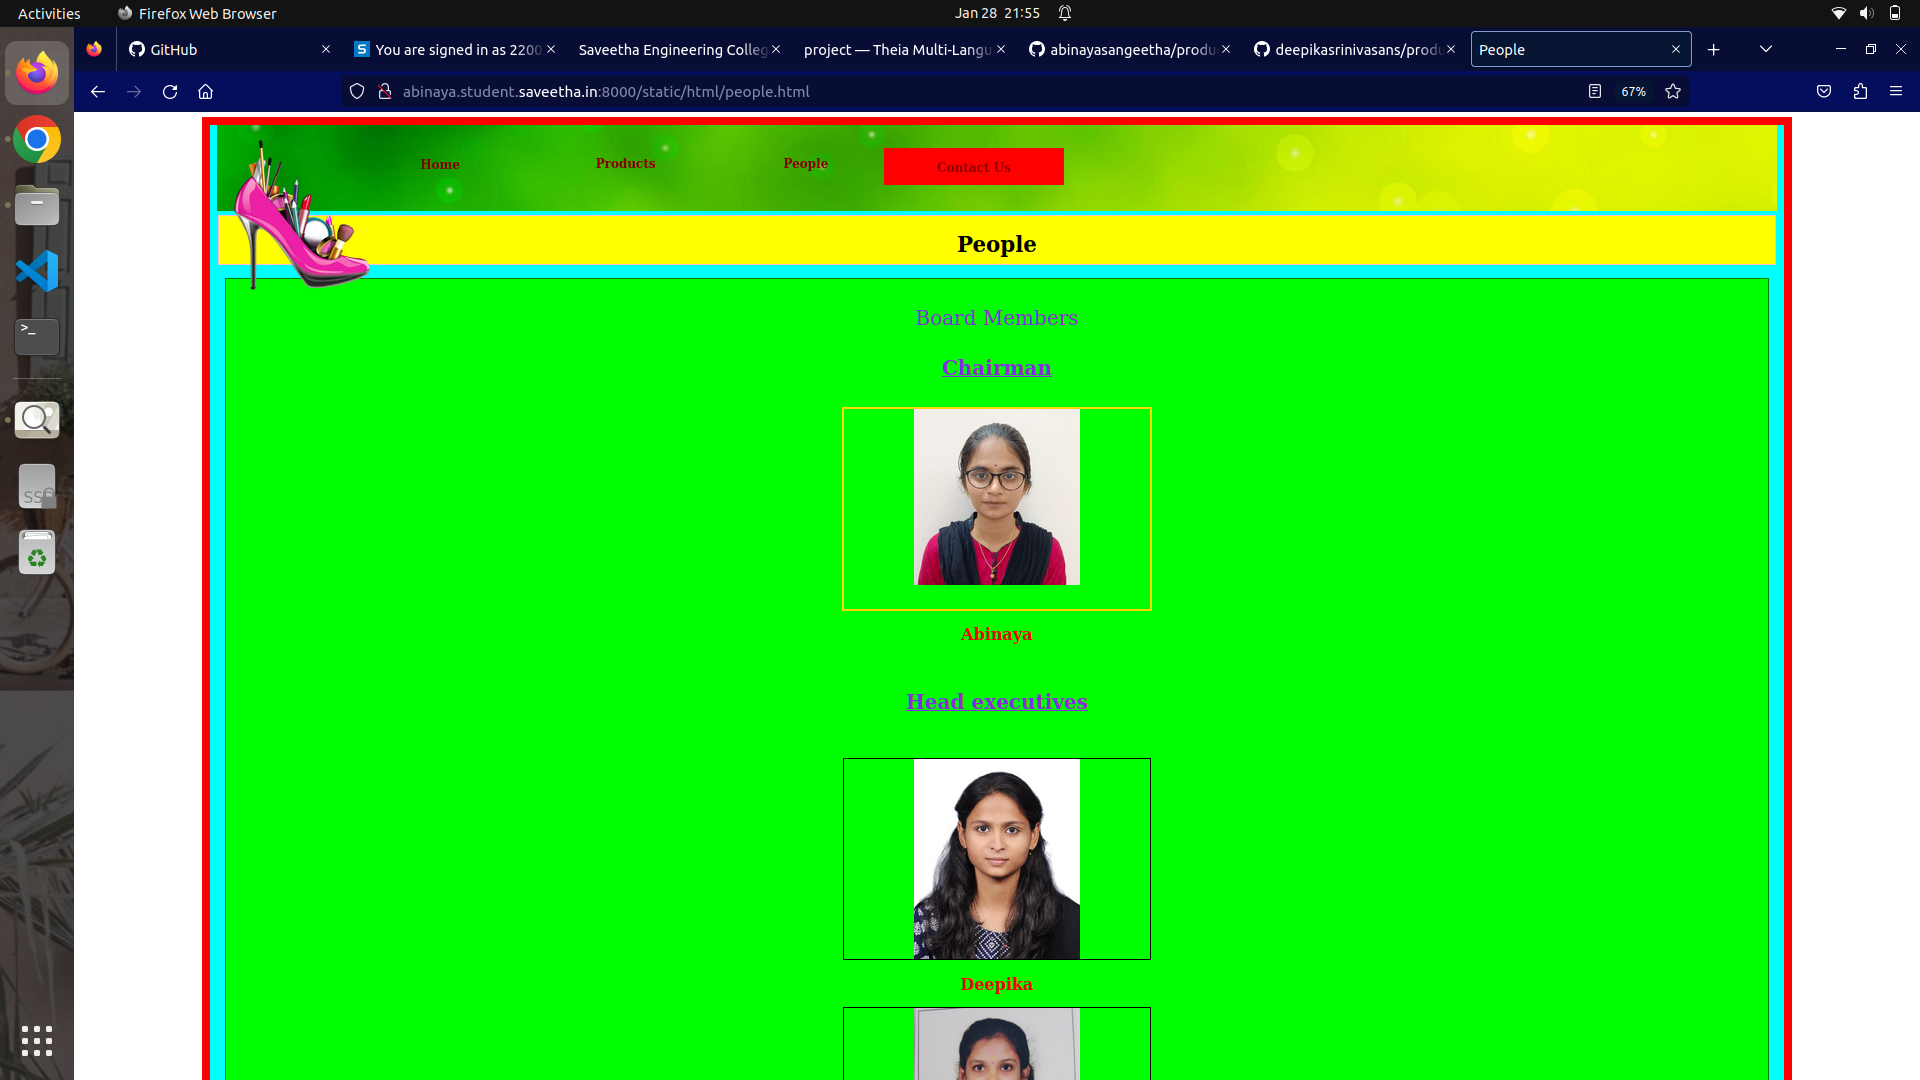 Activities
Firefox Web Browser
Jan 28 21:55
GitHub
You are signed in as 2200
Saveetha Engineering Colleg
project — Theia Multi-Langu
abinayasangeetha/produ
deepikasrinivasans/produ
People
abinaya.student.saveetha.in:8000/static/html/people.html
67%
Home
Products
People
Contact Us
People
Board Members
Chairman
Abinaya
Head executives
Deepika